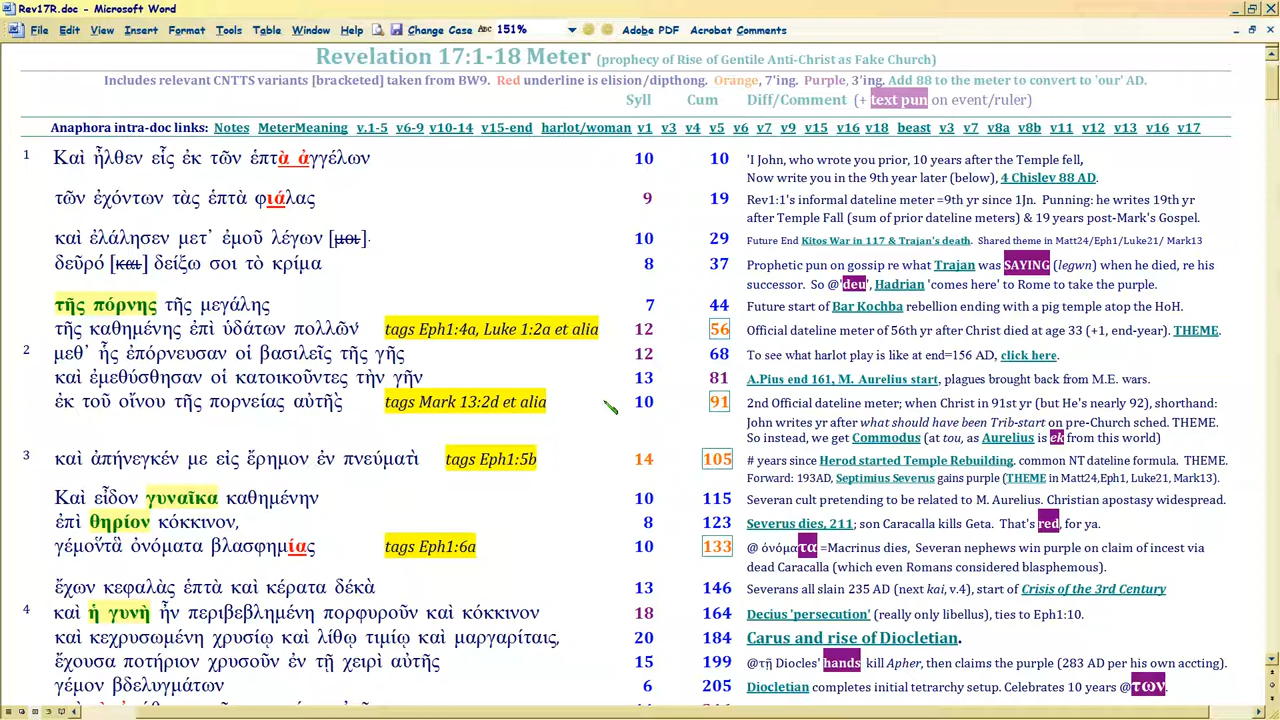 Rev17R.doc - Microsoft Word
File Edit View Insert Format Tools Table Window Help Change Case 151% Adobe PDF Acrobat Comments
Revelation 17:1-18 Meter (prophecy of Rise of Gentile Anti-Christ as Fake Church)
Includes relevant CNTTS variants [bracketed] taken from BW9. Red underline is elision/dipthong. Orange, 7'ing. Purple, 3'ing. Add 88 to the meter to convert to 'our' AD.
Syll Cum Diff/Comment (+ text pun on event/ruler)
Anaphora intra-doc links: Notes MeterMeaning v.1-5 v6-9 v10-14 v15-end harlot/woman v1 v3 v4 v5 v6 v7 v9 v15 v16 v18 beast v3 v7 v8a v8b v11 v12 v13 v16 v17
1 Καὶ ἦλθεν εἷς ἐκ τῶν ἑπτὰ ἀγγέλων 10 10 'I John, who wrote you prior, 10 years after the Temple fell,
Now write you in the 9th year later (below), 4 Chislev 88 AD.
τῶν ἐχόντων τὰς ἑπτὰ φιάλας 9 19 Rev1:1's informal dateline meter =9th yr since 1Jn. Punning: he writes 19th yr
after Temple Fall (sum of prior dateline meters) & 19 years post-Mark's Gospel.
καὶ ἐλάλησεν μετ᾽ ἐμοῦ λέγων [μοι]. 10 29 Future End Kitos War in 117 & Trajan's death. Shared theme in Matt24/Eph1/Luke21/ Mark13
δεῦρό [και] δείξω σοι τὸ κρίμα 8 37 Prophetic pun on gossip re what Trajan was SAYING (legwn) when he died, re his
successor. So @'deu', Hadrian 'comes here' to Rome to take the purple.
τῆς πόρνης τῆς μεγάλης 7 44 Future start of Bar Kochba rebellion ending with a pig temple atop the HoH.
τῆς καθημένης ἐπὶ ὑδάτων πολλῶν tags Eph1:4a, Luke 1:2a et alia 12 56 Official dateline meter of 56th yr after Christ died at age 33 (+1, end-year). THEME.
2 μεθ᾽ ἧς ἐπόρνευσαν οἱ βασιλεῖς τῆς γῆς 12 68 To see what harlot play is like at end=156 AD, click here.
καὶ ἐμεθύσθησαν οἱ κατοικοῦντες τὴν γῆν 13 81 A.Pius end 161, M. Aurelius start, plagues brought back from M.E. wars.
ἐκ τοῦ οἴνου τῆς πορνείας αὐτῆς tags Mark 13:2d et alia 10 91 2nd Official dateline meter; when Christ in 91st yr (but He's nearly 92), shorthand:
John writes yr after what should have been Trib-start on pre-Church sched. THEME.
So instead, we get Commodus (at tou, as Aurelius is ek from this world)
3 καὶ ἀπήνεγκέν με εἰς ἔρημον ἐν πνεύματὶ tags Eph1:5b 14 105 # years since Herod started Temple Rebuilding. common NT dateline formula. THEME.
Forward: 193AD, Septimius Severus gains purple (THEME in Matt24,Eph1, Luke21, Mark13).
Καὶ εἶδον γυναῖκα καθημένην 10 115 Severan cult pretending to be related to M. Aurelius. Christian apostasy widespread.
ἐπὶ θηρίον κόκκινον, 8 123 Severus dies, 211; son Caracalla kills Geta. That's red, for ya.
ὀνόματα βλασφημίας tags Eph1:6a 10 133 @ ὀνόματα =Macrinus dies, Severan nephews win purple on claim of incest via
dead Caracalla (which even Romans considered blasphemous).
ἔχων κεφαλὰς ἑπτὰ καὶ κέρατα δέκὰ 13 146 Severans all slain 235 AD (next kai, v.4), start of Crisis of the 3rd Century
4 καὶ ἡ γυνὴ ἦν περιβεβλημένη πορφυροῦν καὶ κόκκινον 18 164 Decius 'persecution' (really only libellus), ties to Eph1:10.
καὶ κεχρυσωμένη χρυσίῳ καὶ λίθῳ τιμίῳ καὶ μαργαρίταις, 20 184 Carus and rise of Diocletian.
ἔχουσα ποτήριον χρυσοῦν ἐν τῇ χειρὶ αὐτῆς 15 199 @τῇ Diocles' hands kill Apher, then claims the purple (283 AD per his own accting).
γέμον βδελυγμάτων 6 205 Diocletian completes initial tetrarchy setup. Celebrates 10 years @των.